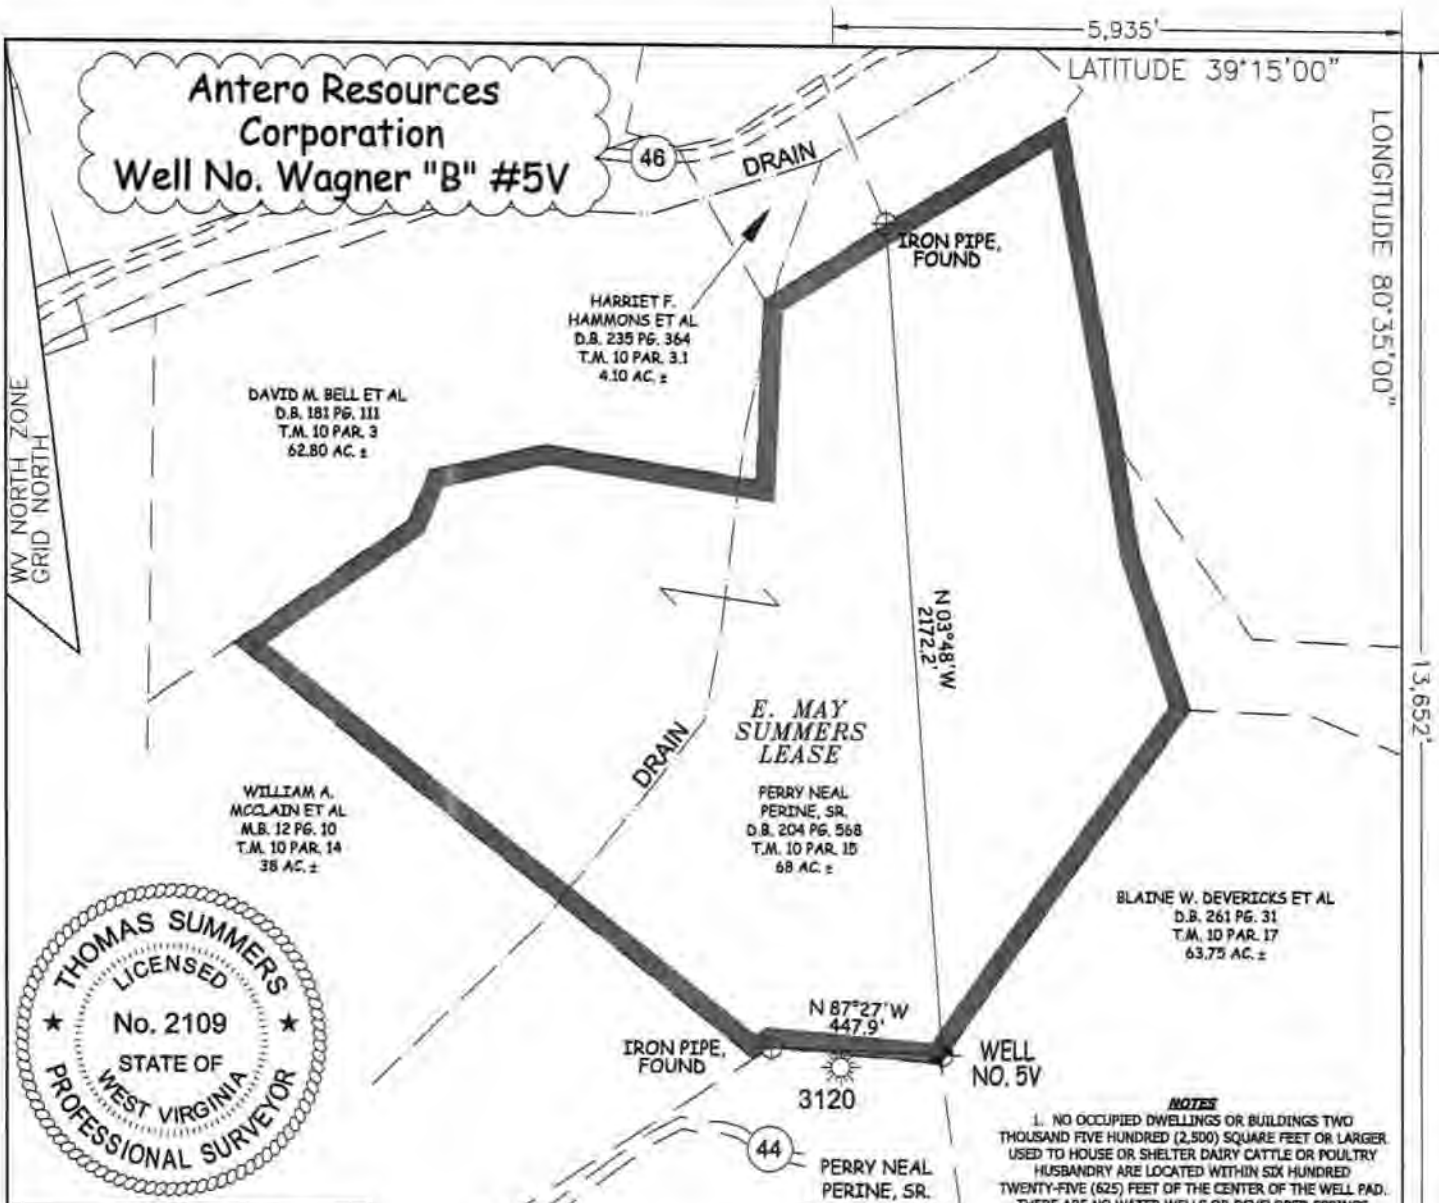 5,935'
LATITUDE 39°15'00"
Antero Resources
Corporation
Well No. Wagner "B" #5V
46
DRAIN
LONGITUDE 80°35'00"
IRON PIPE,
FOUND
HARRIET F.
HAMMONS ET AL
D.B. 235 PG. 364
T.M. 10 PAR. 3.1
4.10 AC. ±
DAVID M. BELL ET AL
D.B. 181 PG. 111
T.M. 10 PAR. 3
62.80 AC. ±
WV NORTH ZONE
GRID NORTH
N 03°48'W
2172.2'
13,652'
E. MAY
SUMMERS
LEASE
DRAIN
PERRY NEAL
PERINE, SR.
D.B. 204 PG. 568
T.M. 10 PAR. 15
68 AC. ±
WILLIAM A.
MCCLAIN ET AL
M.B. 12 PG. 10
T.M. 10 PAR. 14
38 AC. ±
BLAINE W. DEVERICKS ET AL
D.B. 261 PG. 31
T.M. 10 PAR. 17
63.75 AC. ±
THOMAS SUMMERS
LICENSED
No. 2109
STATE OF
WEST VIRGINIA
PROFESSIONAL SURVEYOR
N 87°27'W
447.9'
IRON PIPE,
FOUND
WELL
NO. 5V
3120
44
PERRY NEAL
PERINE, SR.
NOTES
1. NO OCCUPIED DWELLINGS OR BUILDINGS TWO
THOUSAND FIVE HUNDRED (2,500) SQUARE FEET OR LARGER
USED TO HOUSE OR SHELTER DAIRY CATTLE OR POULTRY
HUSBANDRY ARE LOCATED WITHIN SIX HUNDRED
TWENTY-FIVE (625) FEET OF THE CENTER OF THE WELL PAD.